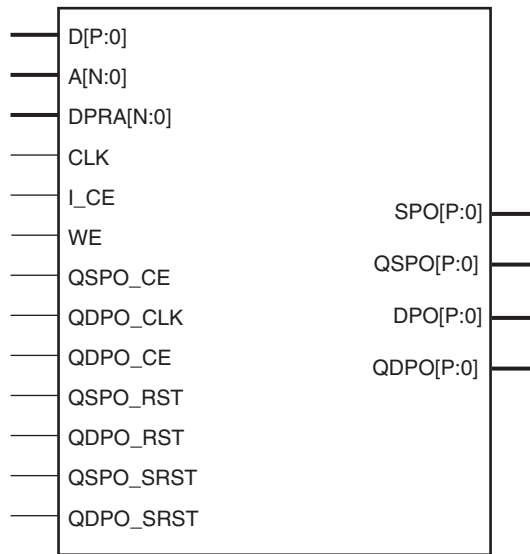 D[P:0]
A[N:0]
DPRA[N:0]
CLK
I_CE
WE
QSPO_CE
QDPO_CLK
QDPO_CE
QSPO_RST
QDPO_RST
QSPO_SRST
QDPO_SRST
SPO[P:0]
QSPO[P:0]
DPO[P:0]
QDPO[P:0]